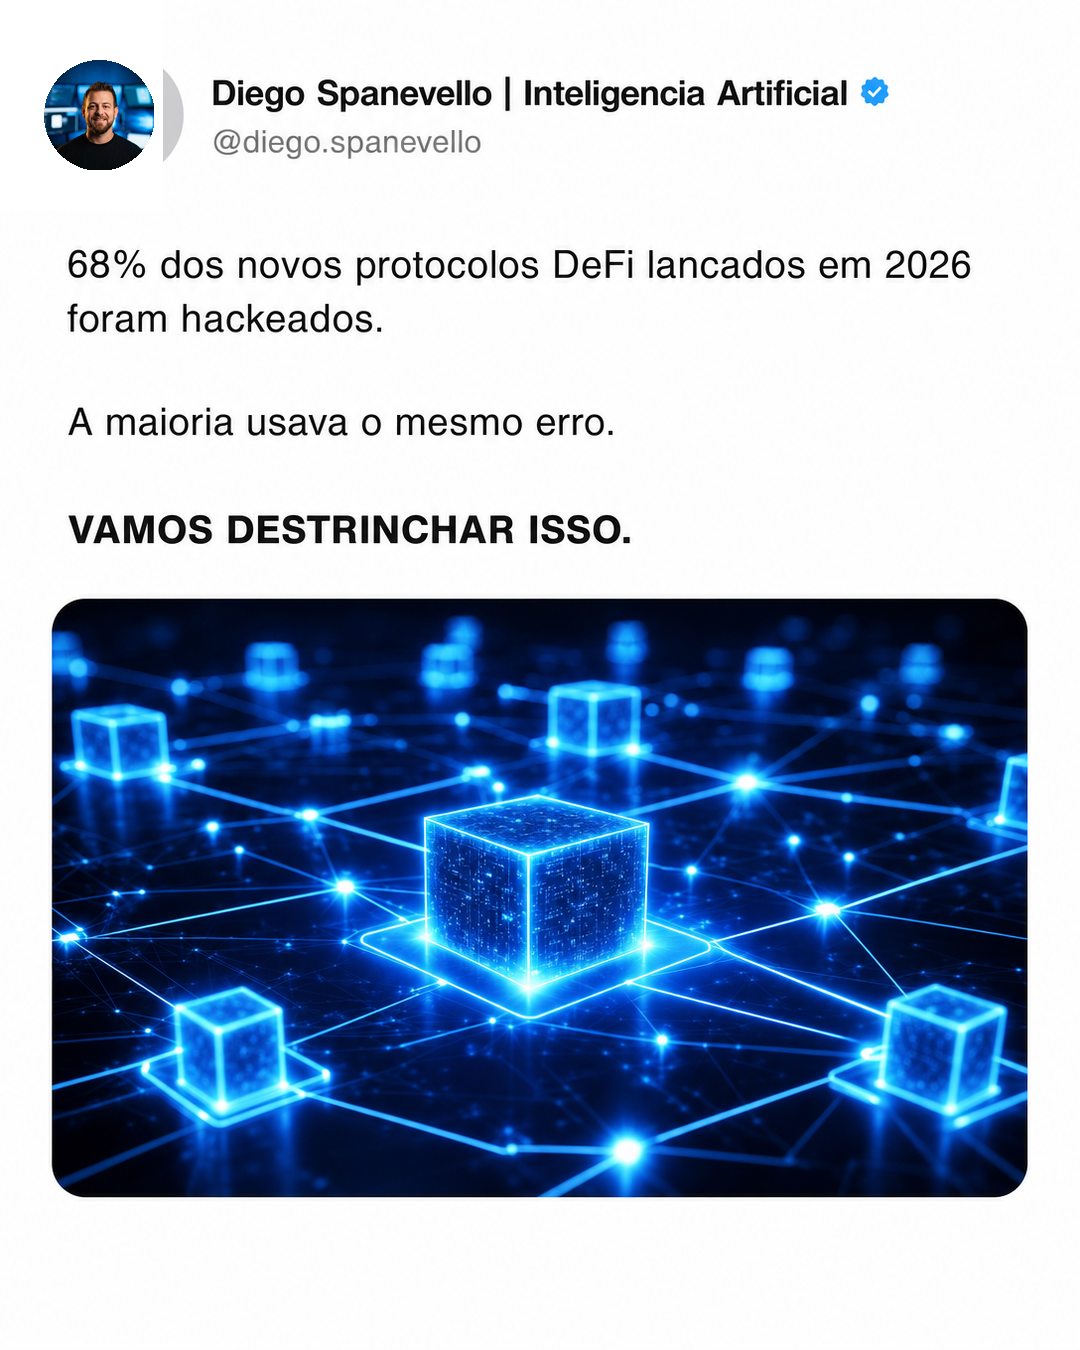 Diego Spanevello | Inteligencia Artificial
@diego.spanevello
68% dos novos protocolos DeFi lancados em 2026
foram hackeados.
A maioria usava o mesmo erro.
VAMOS DESTRINCHAR ISSO.